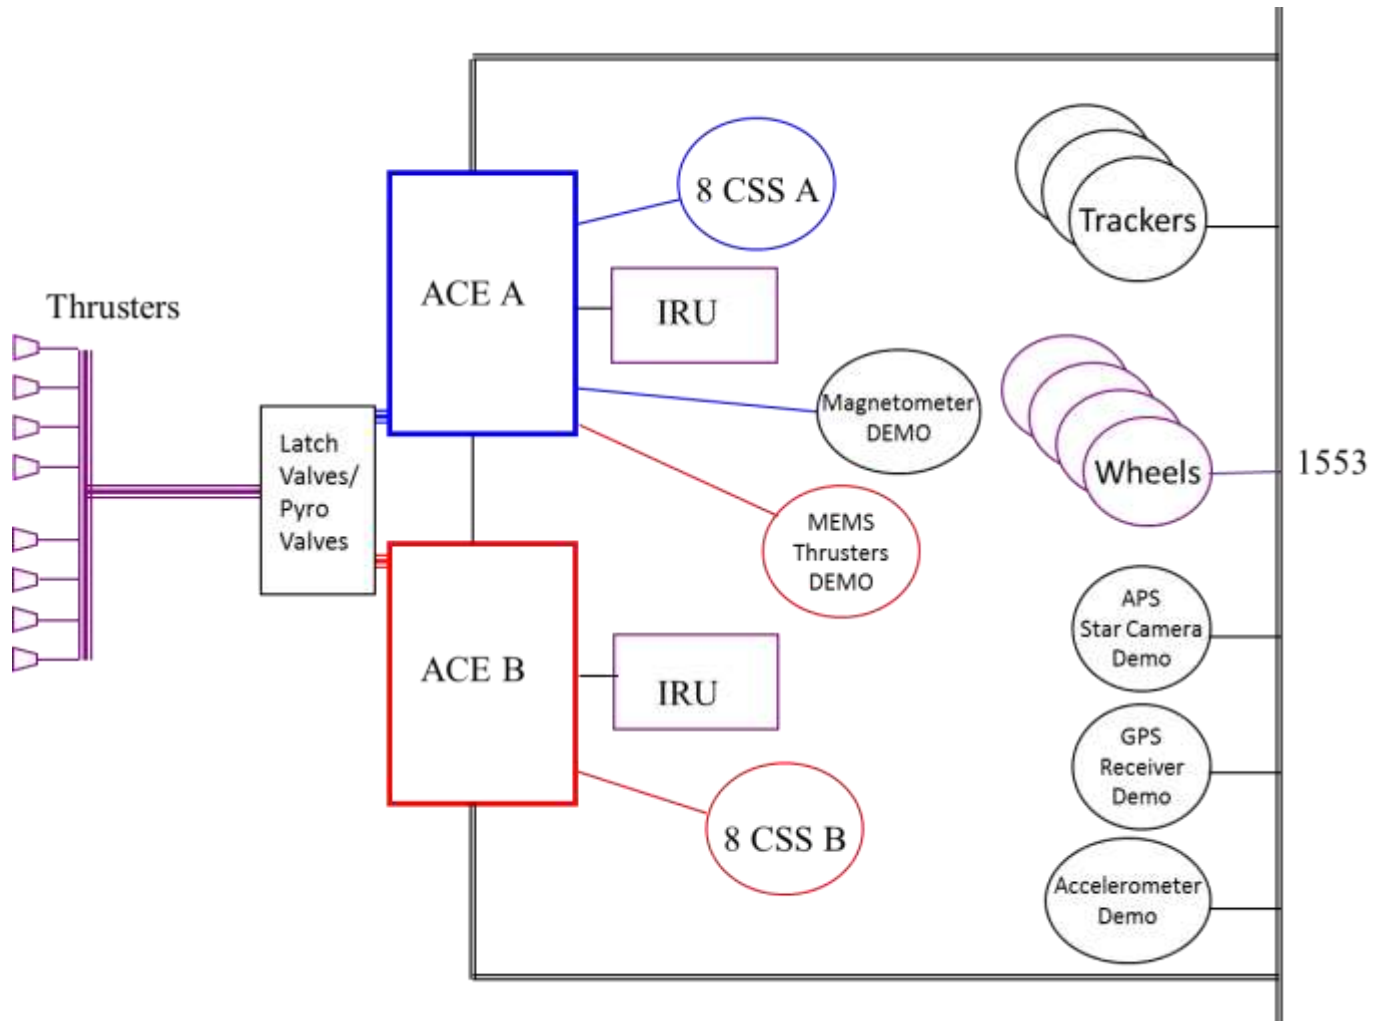 8 CSS A
Trackers
ACE A
IRU
Thrusters
Magnetometer
DEMO
Latch
Valves/
Pyro
Valves
Wheels
1553
MEMS
Thrusters
DEMO
APS
Star Camera
Demo
ACE B
IRU
GPS
Receiver
Demo
8 CSS B
Accelerometer
Demo